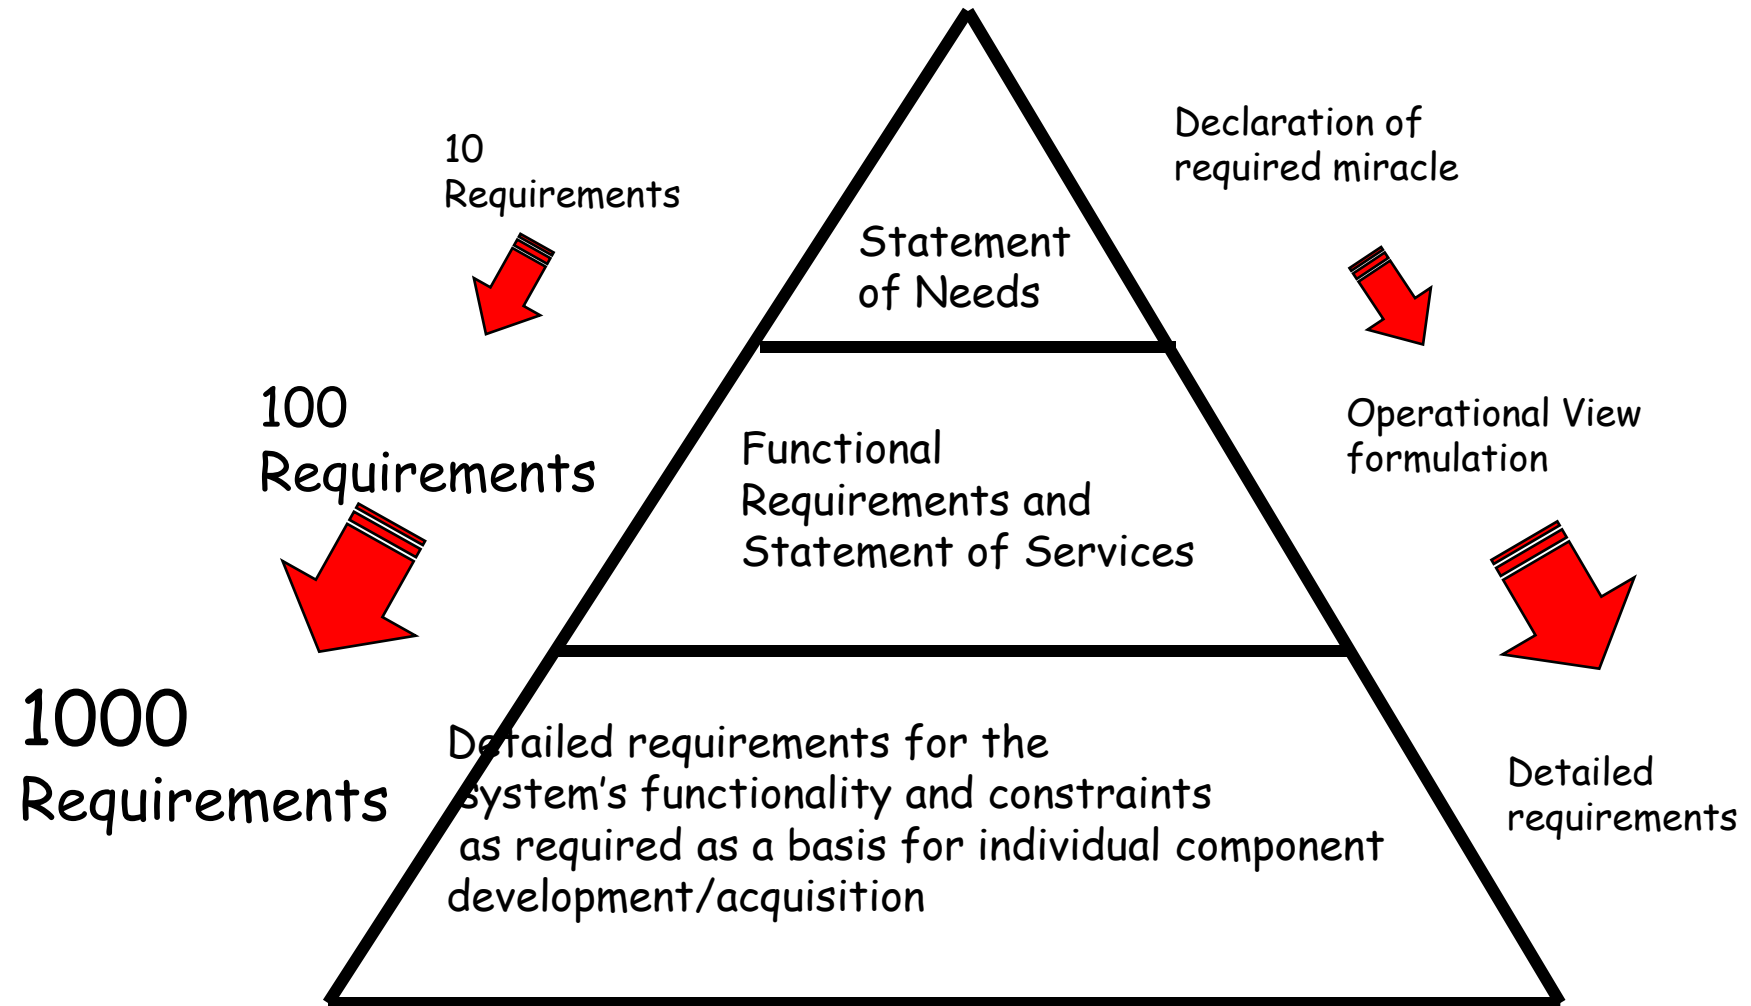 10
Requirements
Declaration of
required miracle
Statement
of Needs
100
Requirements
Functional
Requirements and
Statement of Services
Operational View
formulation
1000
Requirements
Detailed requirements for the
system's functionality and constraints
as required as a basis for individual component
development/acquisition
Detailed
requirements